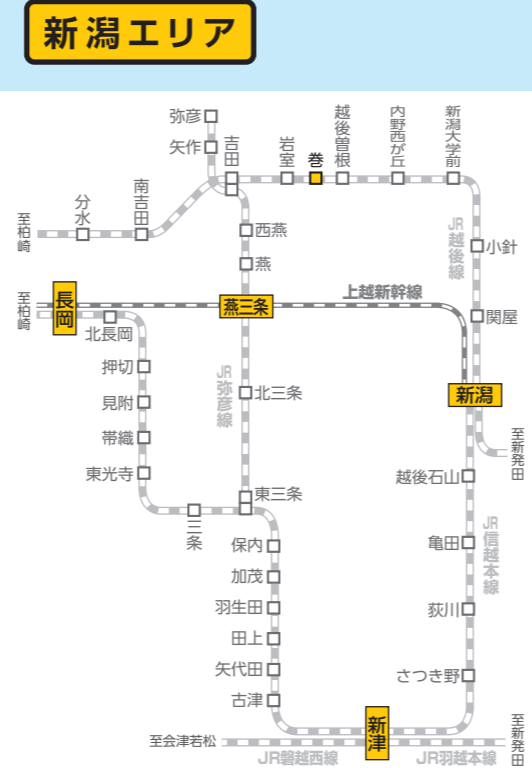 新潟エリア
弥彦
矢作
吉田
岩室
巻
越後曽根
内野西が丘
新潟大学前
分水
南吉田
至柏崎
西燕
燕
JR越後線
小針
関屋
至柏崎
長岡
北長岡
燕三条
上越新幹線
新潟
至新発田
押切
見附
帯織
東光寺
三条
JR弥彦線
北三条
東三条
越後石山
亀田
JR信越本線
荻川
さつき野
保内
加茂
羽生田
田上
矢代田
古津
新津
至会津若松
JR磐越西線
JR羽越本線
至新発田